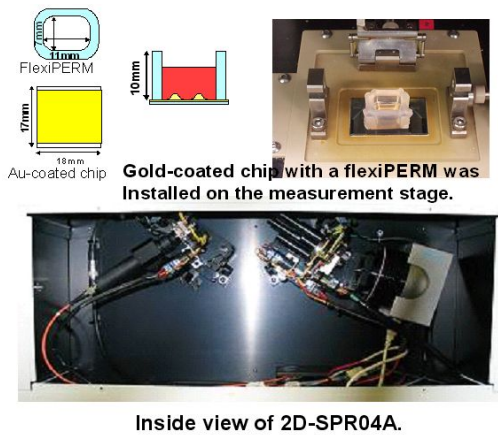 7mm
11mm
FlexiPERM
10mm
17mm
18mm
Au-coated chip
Gold-coated chip with a flexiPERM was
Installed on the measurement stage.
Inside view of 2D-SPR04A.